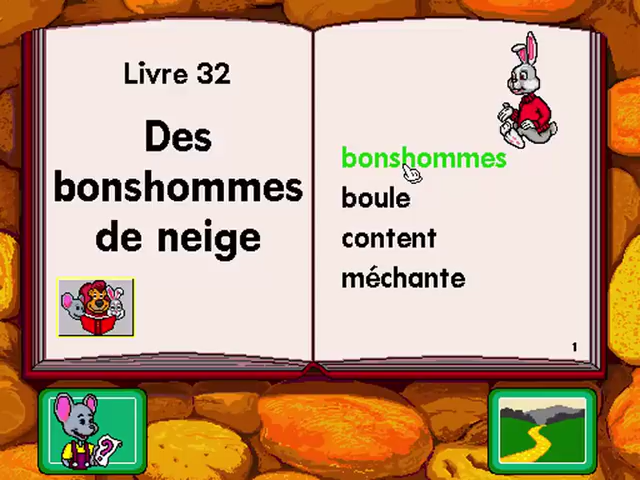 Livre 32
Des
bonshommes
de neige
bonshommes
boule
content
méchante
1